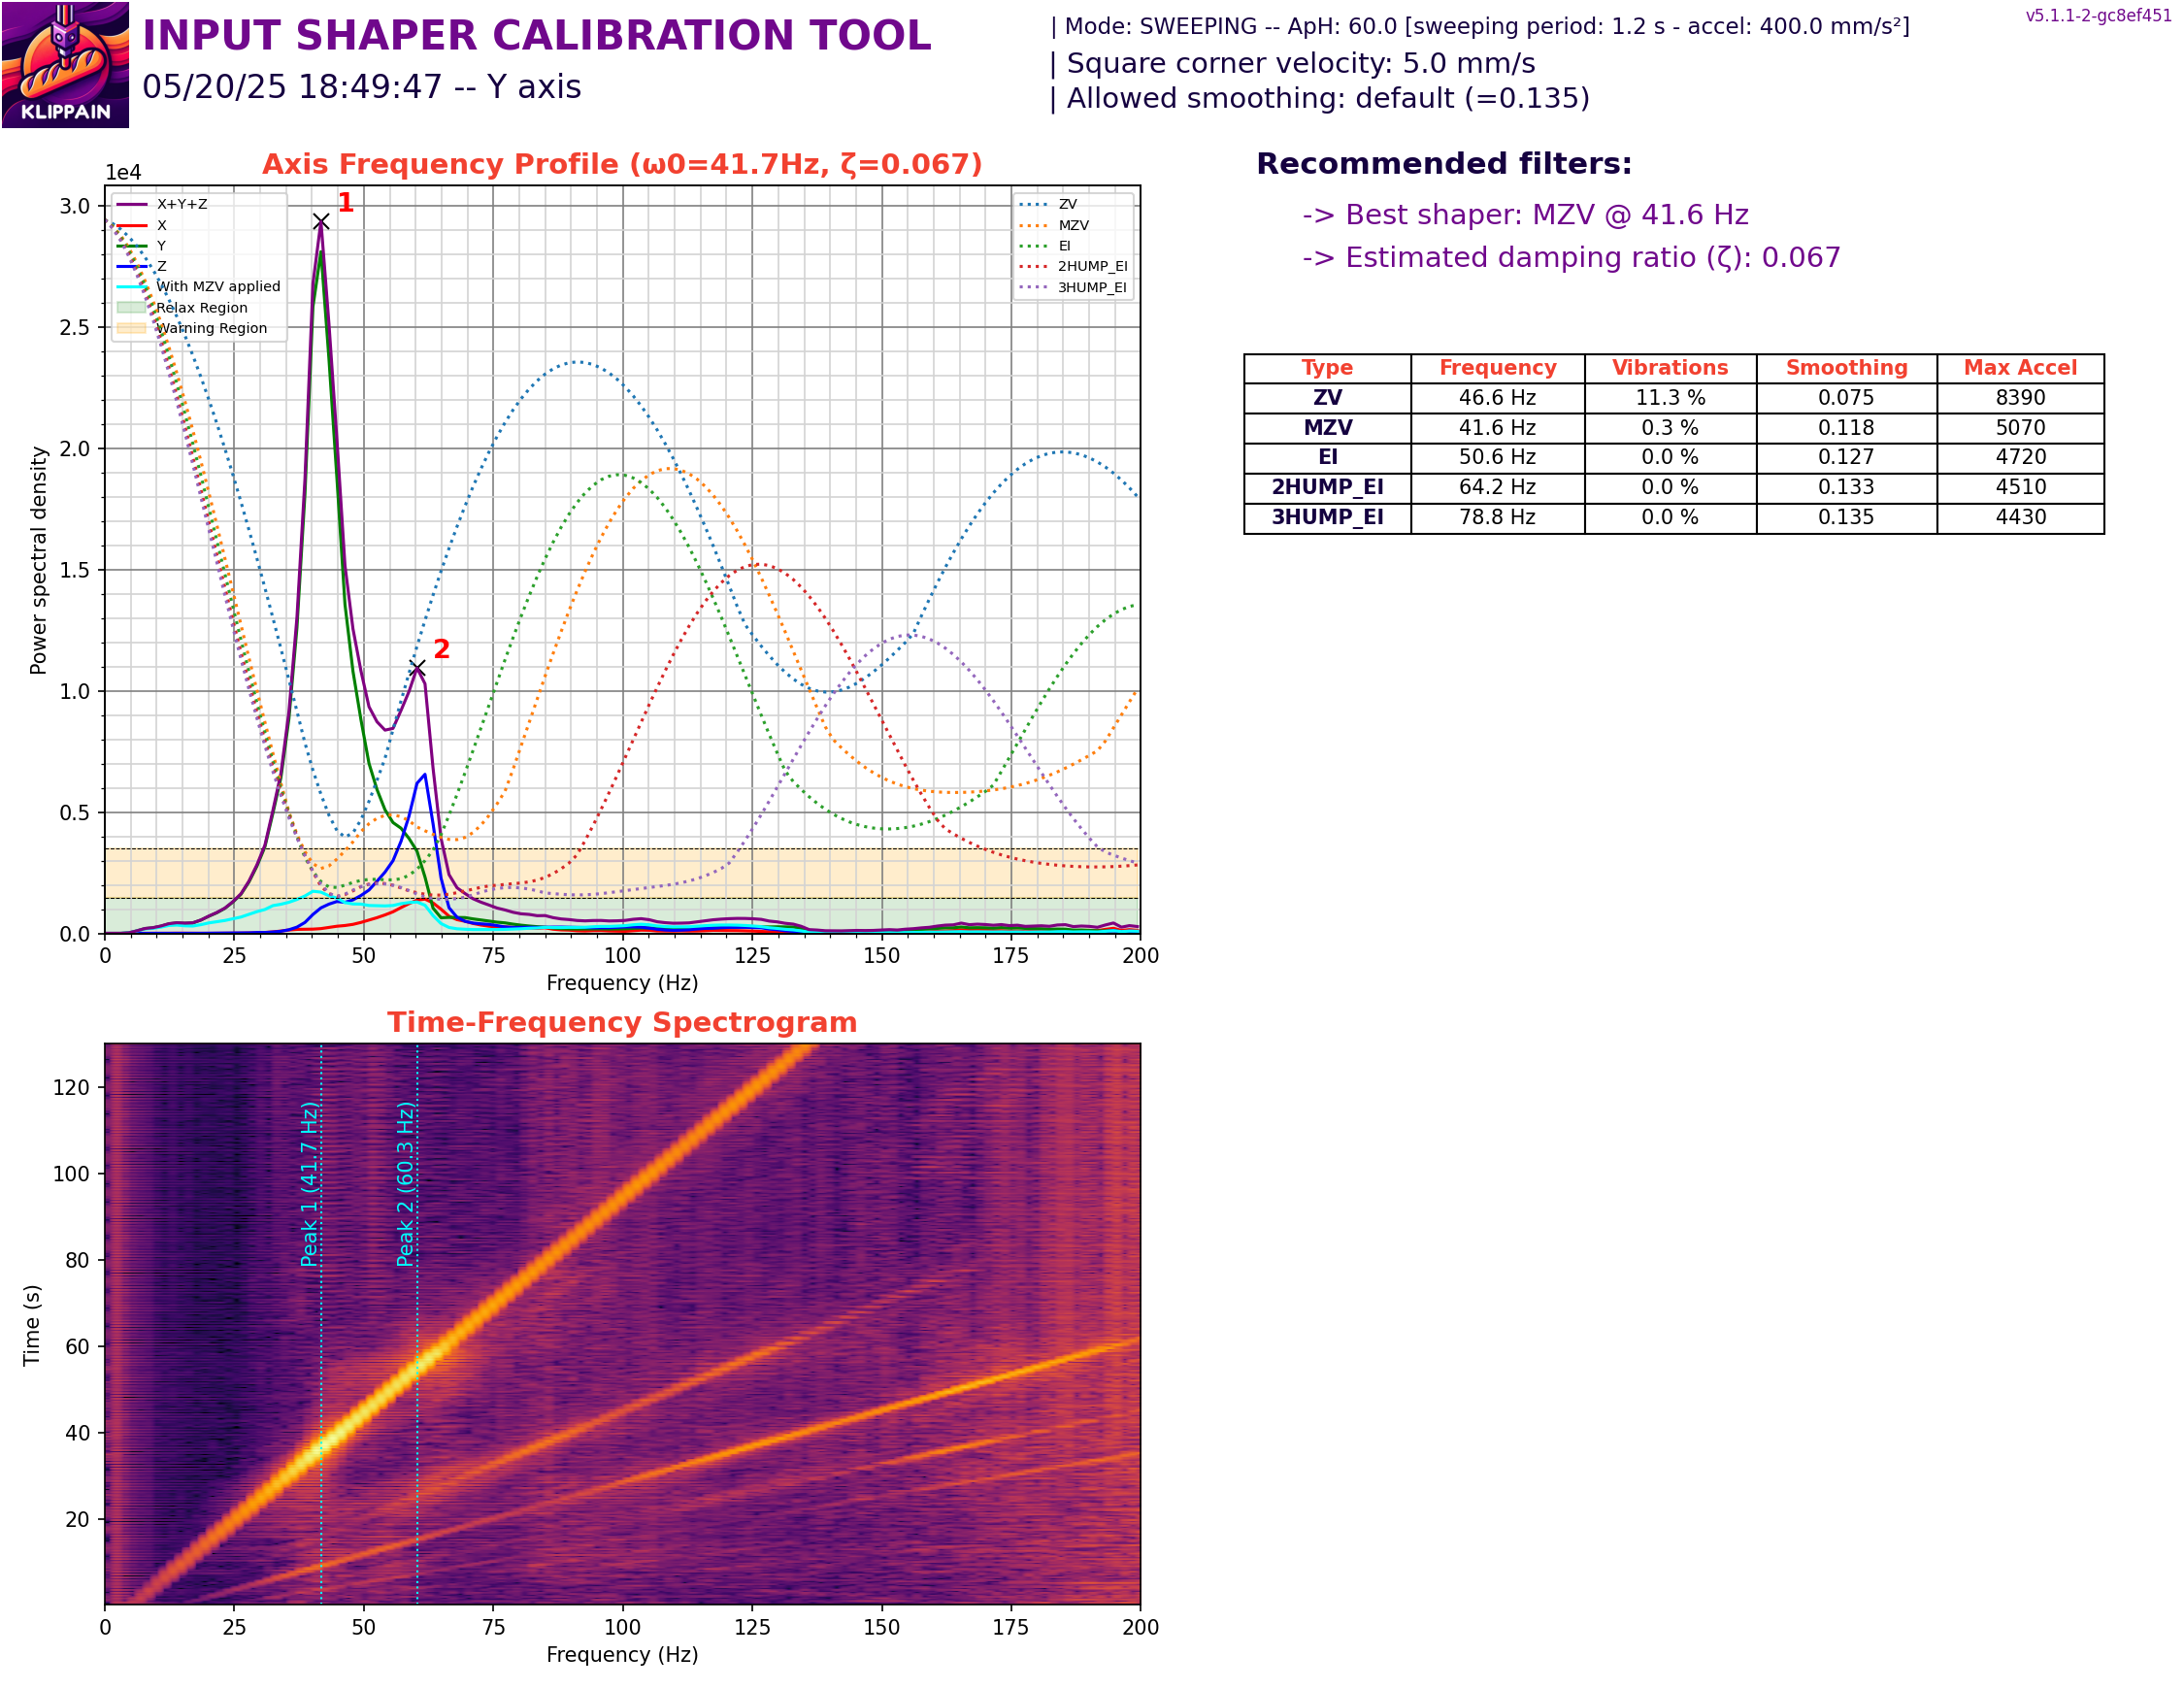 KLIPPAIN
INPUT SHAPER CALIBRATION TOOL
05/20/25 18:49:47 -- Y axis
| Mode: SWEEPING -- ApH: 60.0 [sweeping period: 1.2 s - accel: 400.0 mm/s²]
| Square corner velocity: 5.0 mm/s
| Allowed smoothing: default (=0.135)
v5.1.1-2-gc8ef451
Axis Frequency Profile (ω0=41.7Hz, ζ=0.067)
1e4
3.0
2.5
2.0
1.5
1.0
0.5
0.0
Power spectral density
X+Y+Z
X
Y
Z
With MZV applied
Relax Region
Warning Region
1
2
ZV
MZV
EI
2HUMP_EI
3HUMP_EI
0 25 50 75 100 125 150 175 200
Frequency (Hz)
Recommended filters:
-> Best shaper: MZV @ 41.6 Hz
-> Estimated damping ratio (ζ): 0.067
Type Frequency Vibrations Smoothing Max Accel
ZV 46.6 Hz 11.3 % 0.075 8390
MZV 41.6 Hz 0.3 % 0.118 5070
EI 50.6 Hz 0.0 % 0.127 4720
2HUMP_EI 64.2 Hz 0.0 % 0.133 4510
3HUMP_EI 78.8 Hz 0.0 % 0.135 4430
Time-Frequency Spectrogram
120
100
80
60
40
20
Time (s)
Peak 1 (41.7 Hz)
Peak 2 (60.3 Hz)
0 25 50 75 100 125 150 175 200
Frequency (Hz)